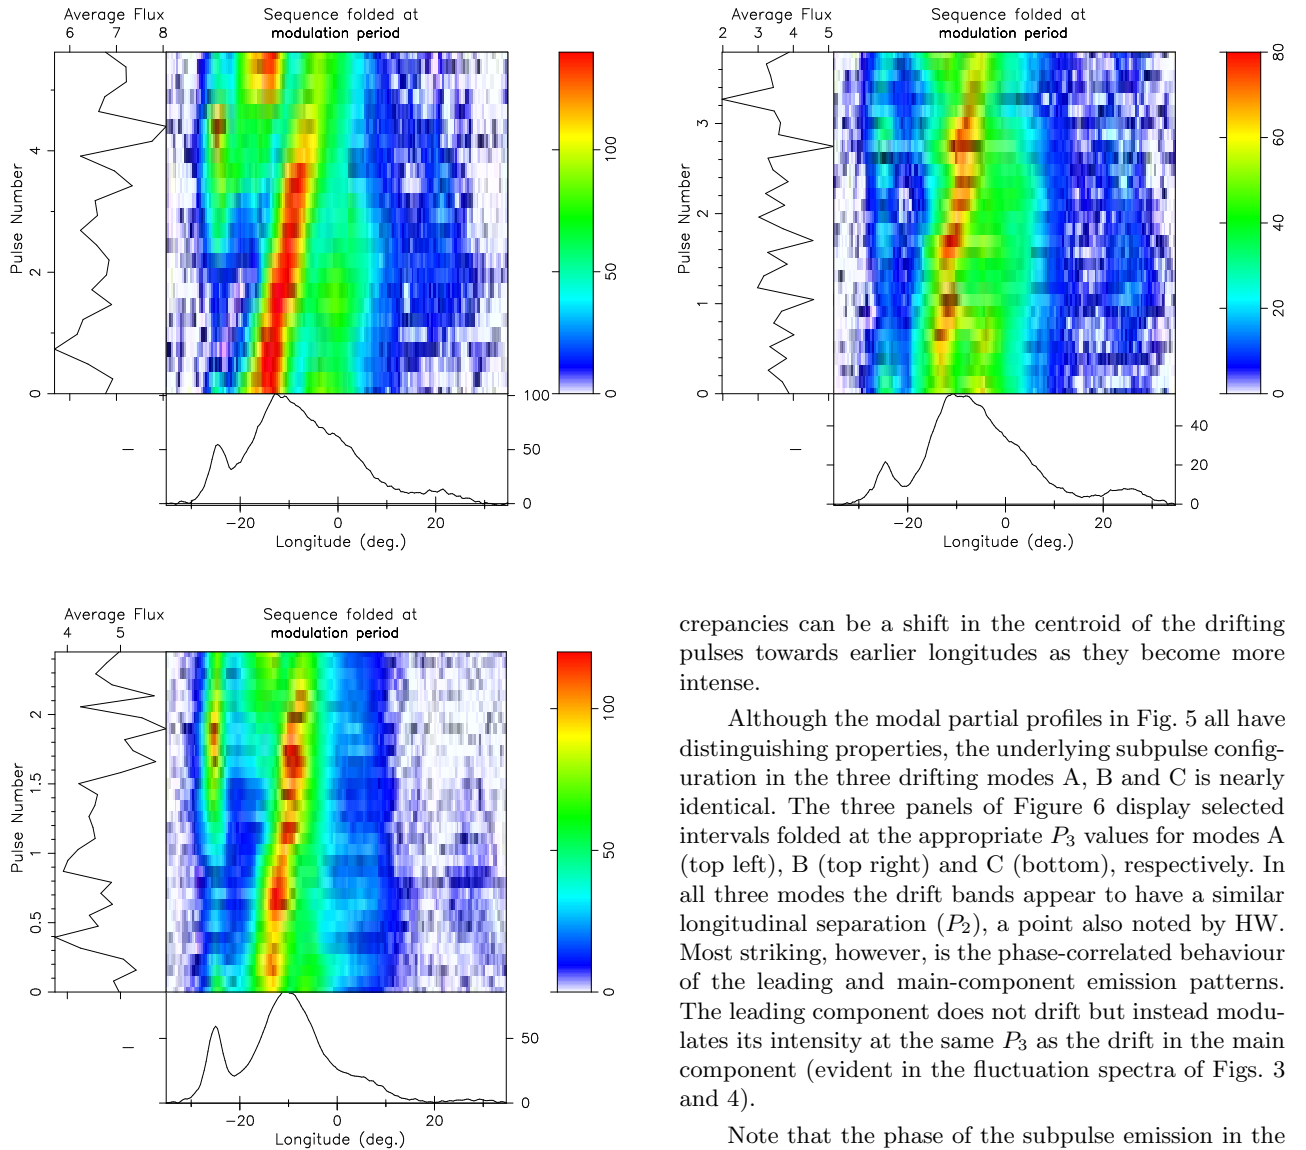 Average Flux
Sequence folded at
modulation period
6 7 8
Pulse Number
0 2 4
0 50 100
0 50 100
I
−20 0 20
Longitude (deg.)
Average Flux
Sequence folded at
modulation period
2 3 4 5
Pulse Number
0 1 2 3
0 20 40 60 80
0 20 40
I
−20 0 20
Longitude (deg.)
Average Flux
Sequence folded at
modulation period
4 5
Pulse Number
0 0.5 1 1.5 2
0 50 100
0 50
I
−20 0 20
Longitude (deg.)
crepancies can be a shift in the centroid of the drifting
pulses towards earlier longitudes as they become more
intense.
Although the modal partial profiles in Fig. 5 all have
distinguishing properties, the underlying subpulse config-
uration in the three drifting modes A, B and C is nearly
identical. The three panels of Figure 6 display selected
intervals folded at the appropriate P3 values for modes A
(top left), B (top right) and C (bottom), respectively. In
all three modes the drift bands appear to have a similar
longitudinal separation (P2), a point also noted by HW.
Most striking, however, is the phase-correlated behaviour
of the leading and main-component emission patterns.
The leading component does not drift but instead modu-
lates its intensity at the same P3 as the drift in the main
component (evident in the fluctuation spectra of Figs. 3
and 4).
Note that the phase of the subpulse emission in the